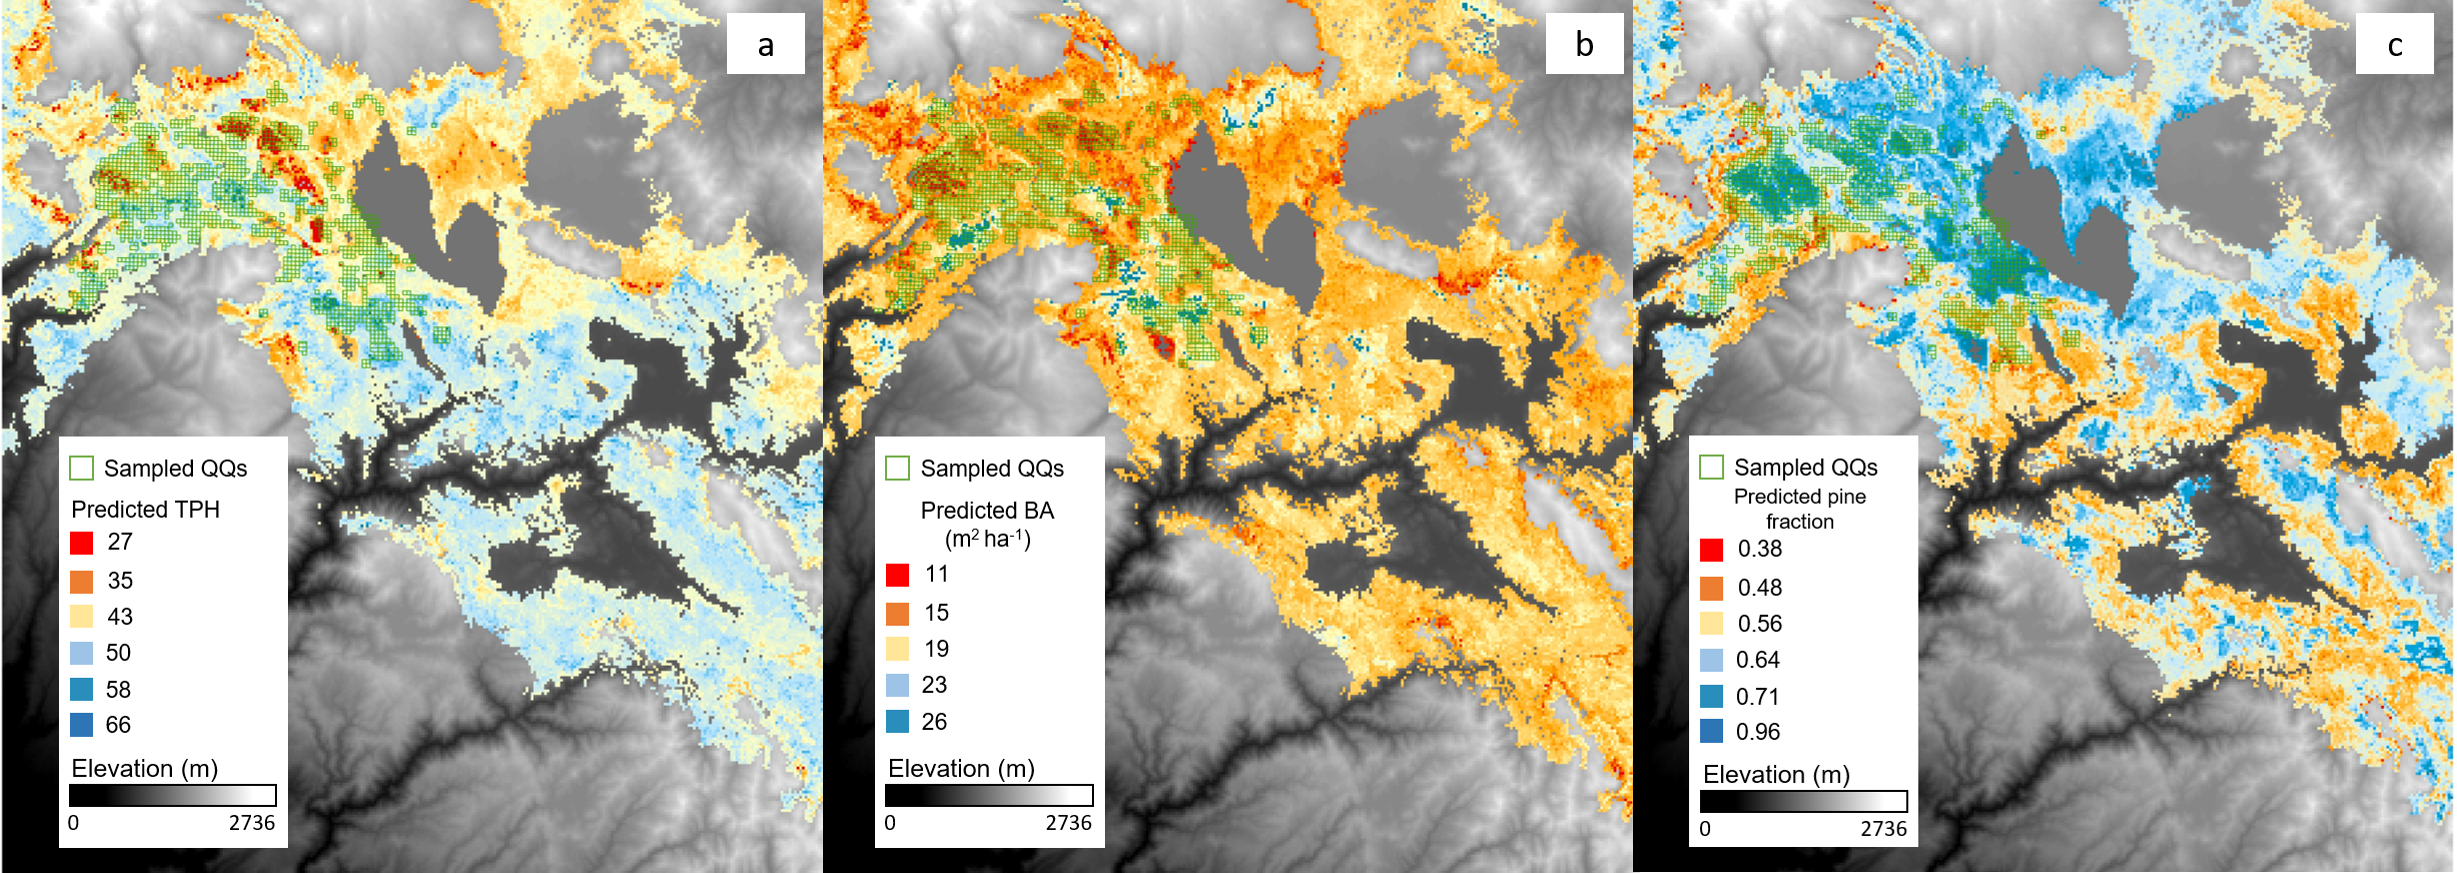 a
Sampled QQs
Predicted TPH
27
35
43
50
58
66
Elevation (m)
0 2736
b
Sampled QQs
Predicted BA
(m2 ha-1)
11
15
19
23
26
Elevation (m)
0 2736
c
Sampled QQs
Predicted pine
fraction
0.38
0.48
0.56
0.64
0.71
0.96
Elevation (m)
0 2736